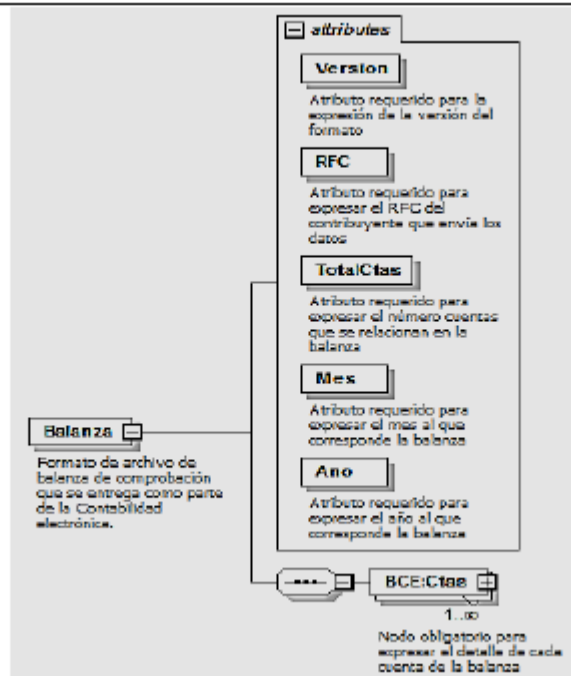 attributes
Version
Atributo requerido para la
expresión de la versión del
formato
RFC
Atributo requerido para
expresar el RFC del
contribuyente que envía los
datos
TotalCtas
Atributo requerido para
expresar el número cuentas
que se relacionan en la
balanza
Mes
Atributo requerido para
expresar el mes al que
corresponde la balanza
Ano
Atributo requerido para
expresar el año al que
corresponde la balanza
Balanza
Formato de archivo de
balanza de comprobación
que se entrega como parte
de la Contabilidad
electrónica.
BCE:Ctas
1..∞
Nodo obligatorio para
expresar el detalle de cada
cuenta de la balanza